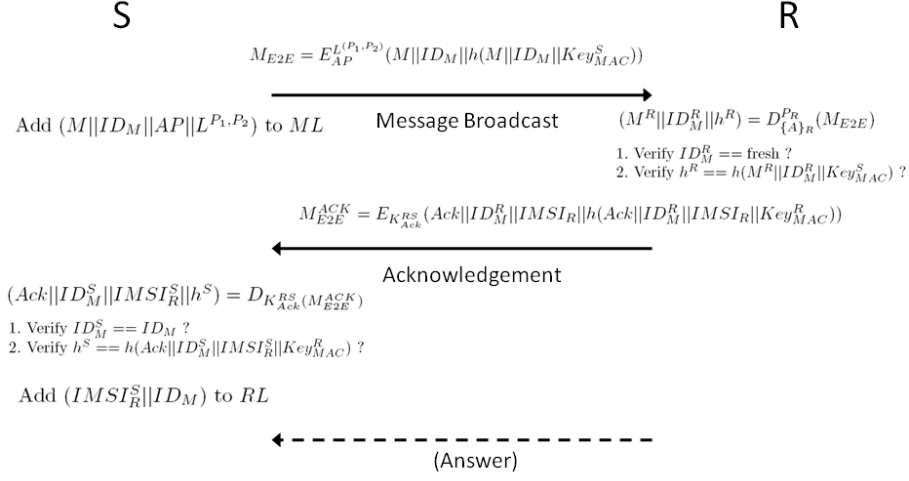 S R
M_{E2E} = E_{AP}^{L^{(P_1,P_2)}}(M||ID_M||h(M||ID_M||Key_{MAC}^S))
Add (M||ID_M||AP||L^{P_1,P_2}) to ML
Message Broadcast
(M^R||ID_M^R||h^R) = D_{\{A\}_R}^{P_R}(M_{E2E})
1. Verify ID_M^R == fresh ?
2. Verify h^R == h(M^R||ID_M^R||Key_{MAC}^S) ?
M_{E2E}^{ACK} = E_{K_{Ack}^{RS}}(Ack||ID_M^R||IMSI_R||h(Ack||ID_M^R||IMSI_R||Key_{MAC}^R))
Acknowledgement
(Ack||ID_M^S||IMSI_R^S||h^S) = D_{K_{Ack}^{RS}(M_{E2E}^{ACK})}
1. Verify ID_M^S == ID_M ?
2. Verify h^S == h(Ack||ID_M^S||IMSI_R^S||Key_{MAC}^R) ?
Add (IMSI_R^S||ID_M) to RL
(Answer)